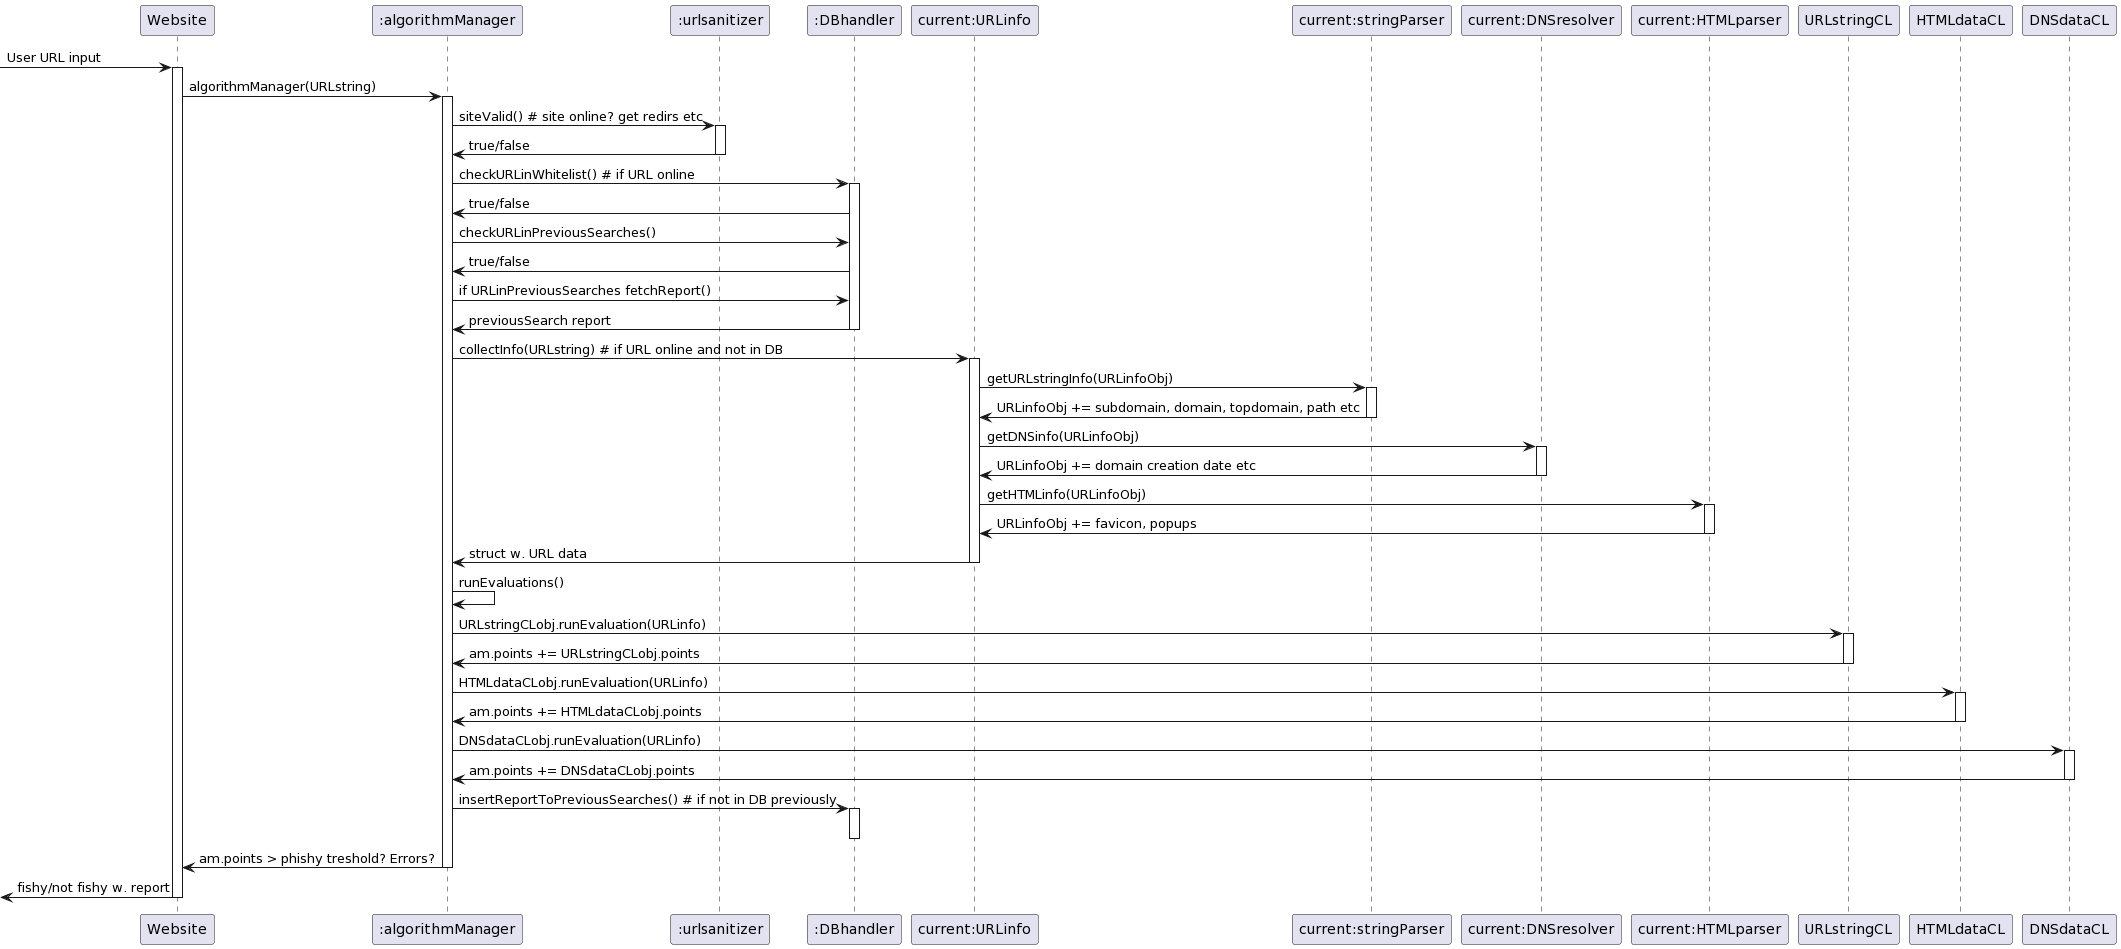 Website :algorithmManager :urlsanitizer :DBhandler current:URLinfo current:stringParser current:DNSresolver current:HTMLparser URLstringCL HTMLdataCL DNSdataCL
User URL input
algorithmManager(URLstring)
siteValid() # site online? get redirs etc
true/false
checkURLinWhitelist() # if URL online
true/false
checkURLinPreviousSearches()
true/false
if URLinPreviousSearches fetchReport()
previousSearch report
collectInfo(URLstring) # if URL online and not in DB
getURLstringInfo(URLinfoObj)
URLinfoObj += subdomain, domain, topdomain, path etc
getDNSinfo(URLinfoObj)
URLinfoObj += domain creation date etc
getHTMLinfo(URLinfoObj)
URLinfoObj += favicon, popups
struct w. URL data
runEvaluations()
URLstringCLobj.runEvaluation(URLinfo)
am.points += URLstringCLobj.points
HTMLdataCLobj.runEvaluation(URLinfo)
am.points += HTMLdataCLobj.points
DNSdataCLobj.runEvaluation(URLinfo)
am.points += DNSdataCLobj.points
insertReportToPreviousSearches() # if not in DB previously
am.points > phishy treshold? Errors?
fishy/not fishy w. report
Website :algorithmManager :urlsanitizer :DBhandler current:URLinfo current:stringParser current:DNSresolver current:HTMLparser URLstringCL HTMLdataCL DNSdataCL